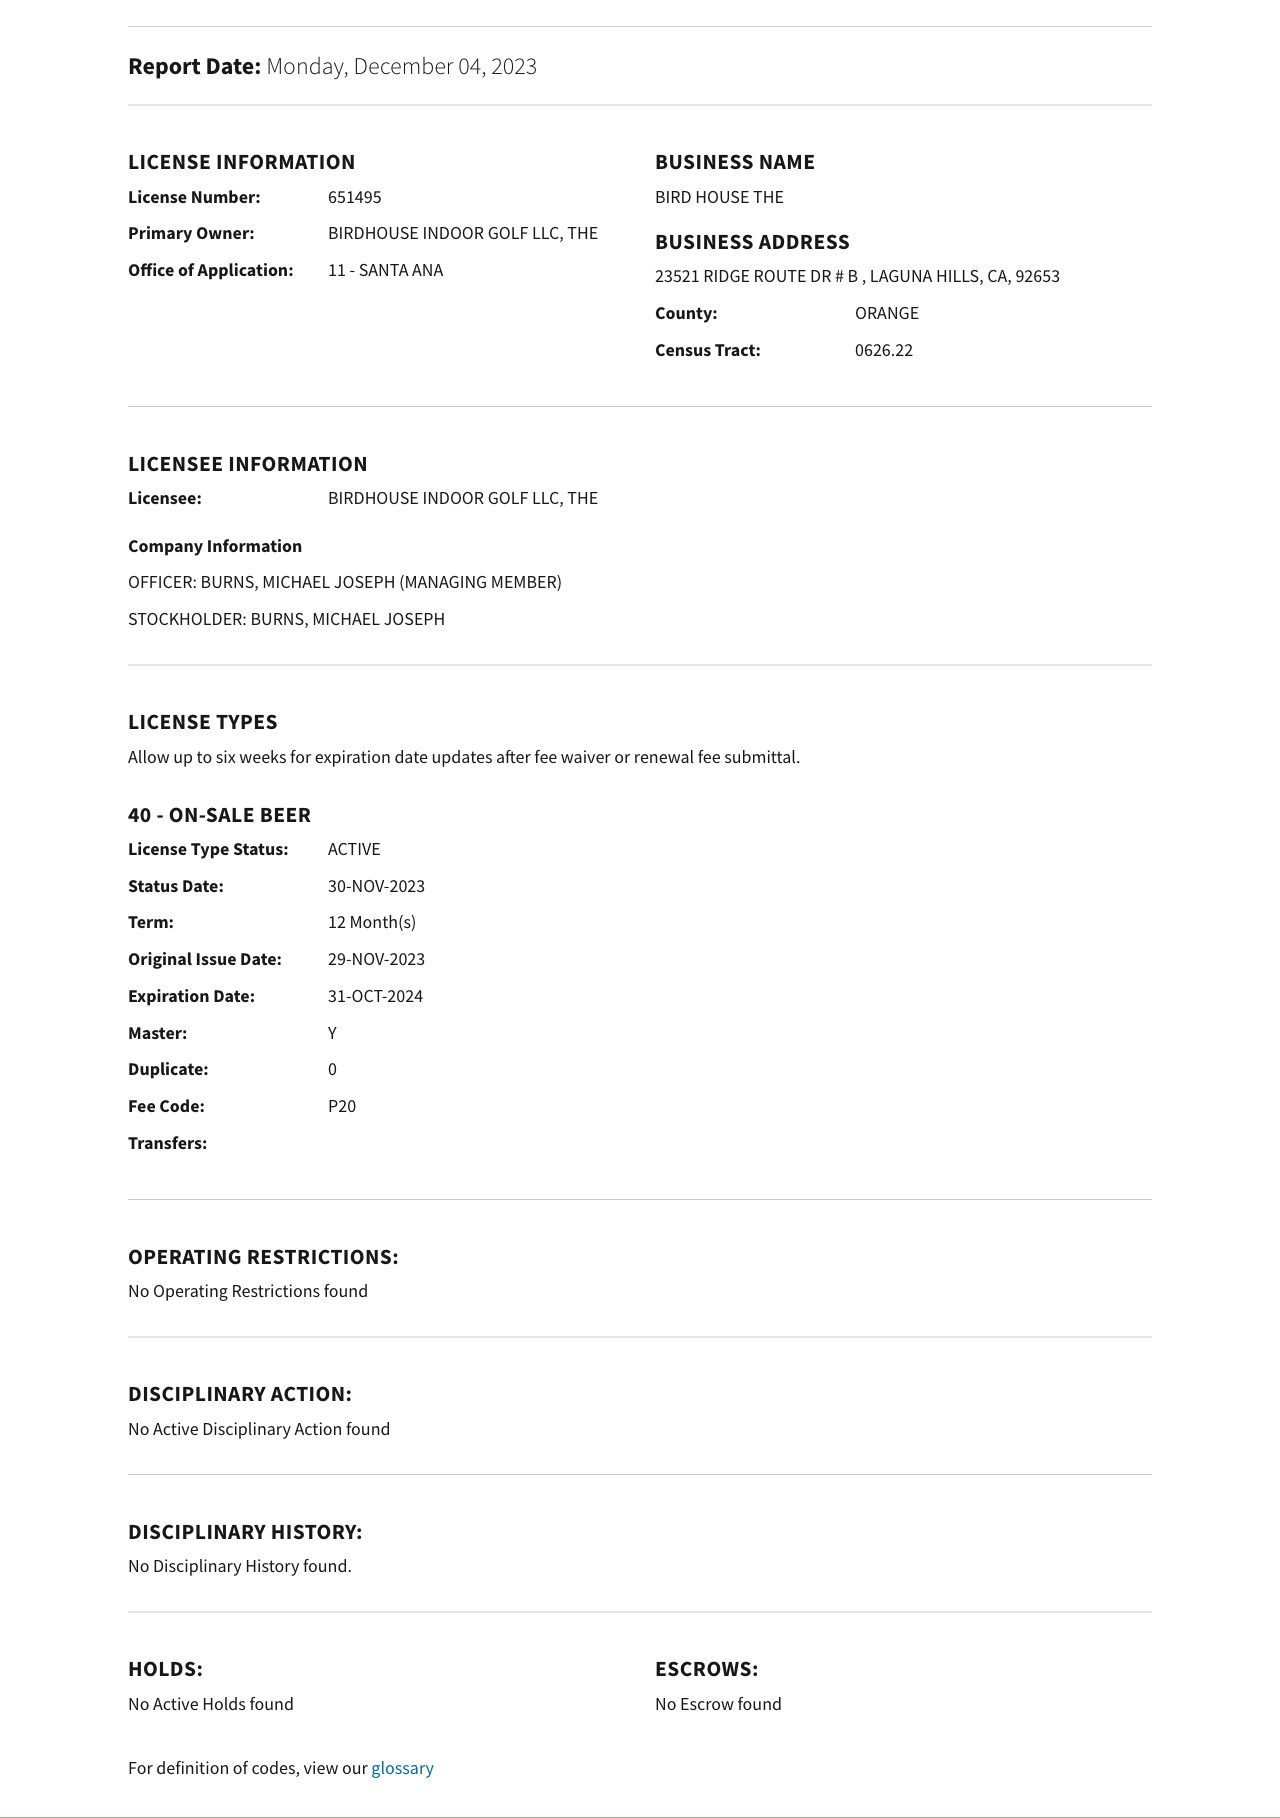 Report Date: Monday, December 04, 2023
LICENSE INFORMATION
License Number: 651495
Primary Owner: BIRDHOUSE INDOOR GOLF LLC, THE
Office of Application: 11 - SANTA ANA
BUSINESS NAME
BIRD HOUSE THE
BUSINESS ADDRESS
23521 RIDGE ROUTE DR # B , LAGUNA HILLS, CA, 92653
County: ORANGE
Census Tract: 0626.22
LICENSEE INFORMATION
Licensee: BIRDHOUSE INDOOR GOLF LLC, THE
Company Information
OFFICER: BURNS, MICHAEL JOSEPH (MANAGING MEMBER)
STOCKHOLDER: BURNS, MICHAEL JOSEPH
LICENSE TYPES
Allow up to six weeks for expiration date updates after fee waiver or renewal fee submittal.
40 - ON-SALE BEER
License Type Status: ACTIVE
Status Date: 30-NOV-2023
Term: 12 Month(s)
Original Issue Date: 29-NOV-2023
Expiration Date: 31-OCT-2024
Master: Y
Duplicate: 0
Fee Code: P20
Transfers:
OPERATING RESTRICTIONS:
No Operating Restrictions found
DISCIPLINARY ACTION:
No Active Disciplinary Action found
DISCIPLINARY HISTORY:
No Disciplinary History found.
HOLDS:
No Active Holds found
ESCROWS:
No Escrow found
For definition of codes, view our glossary